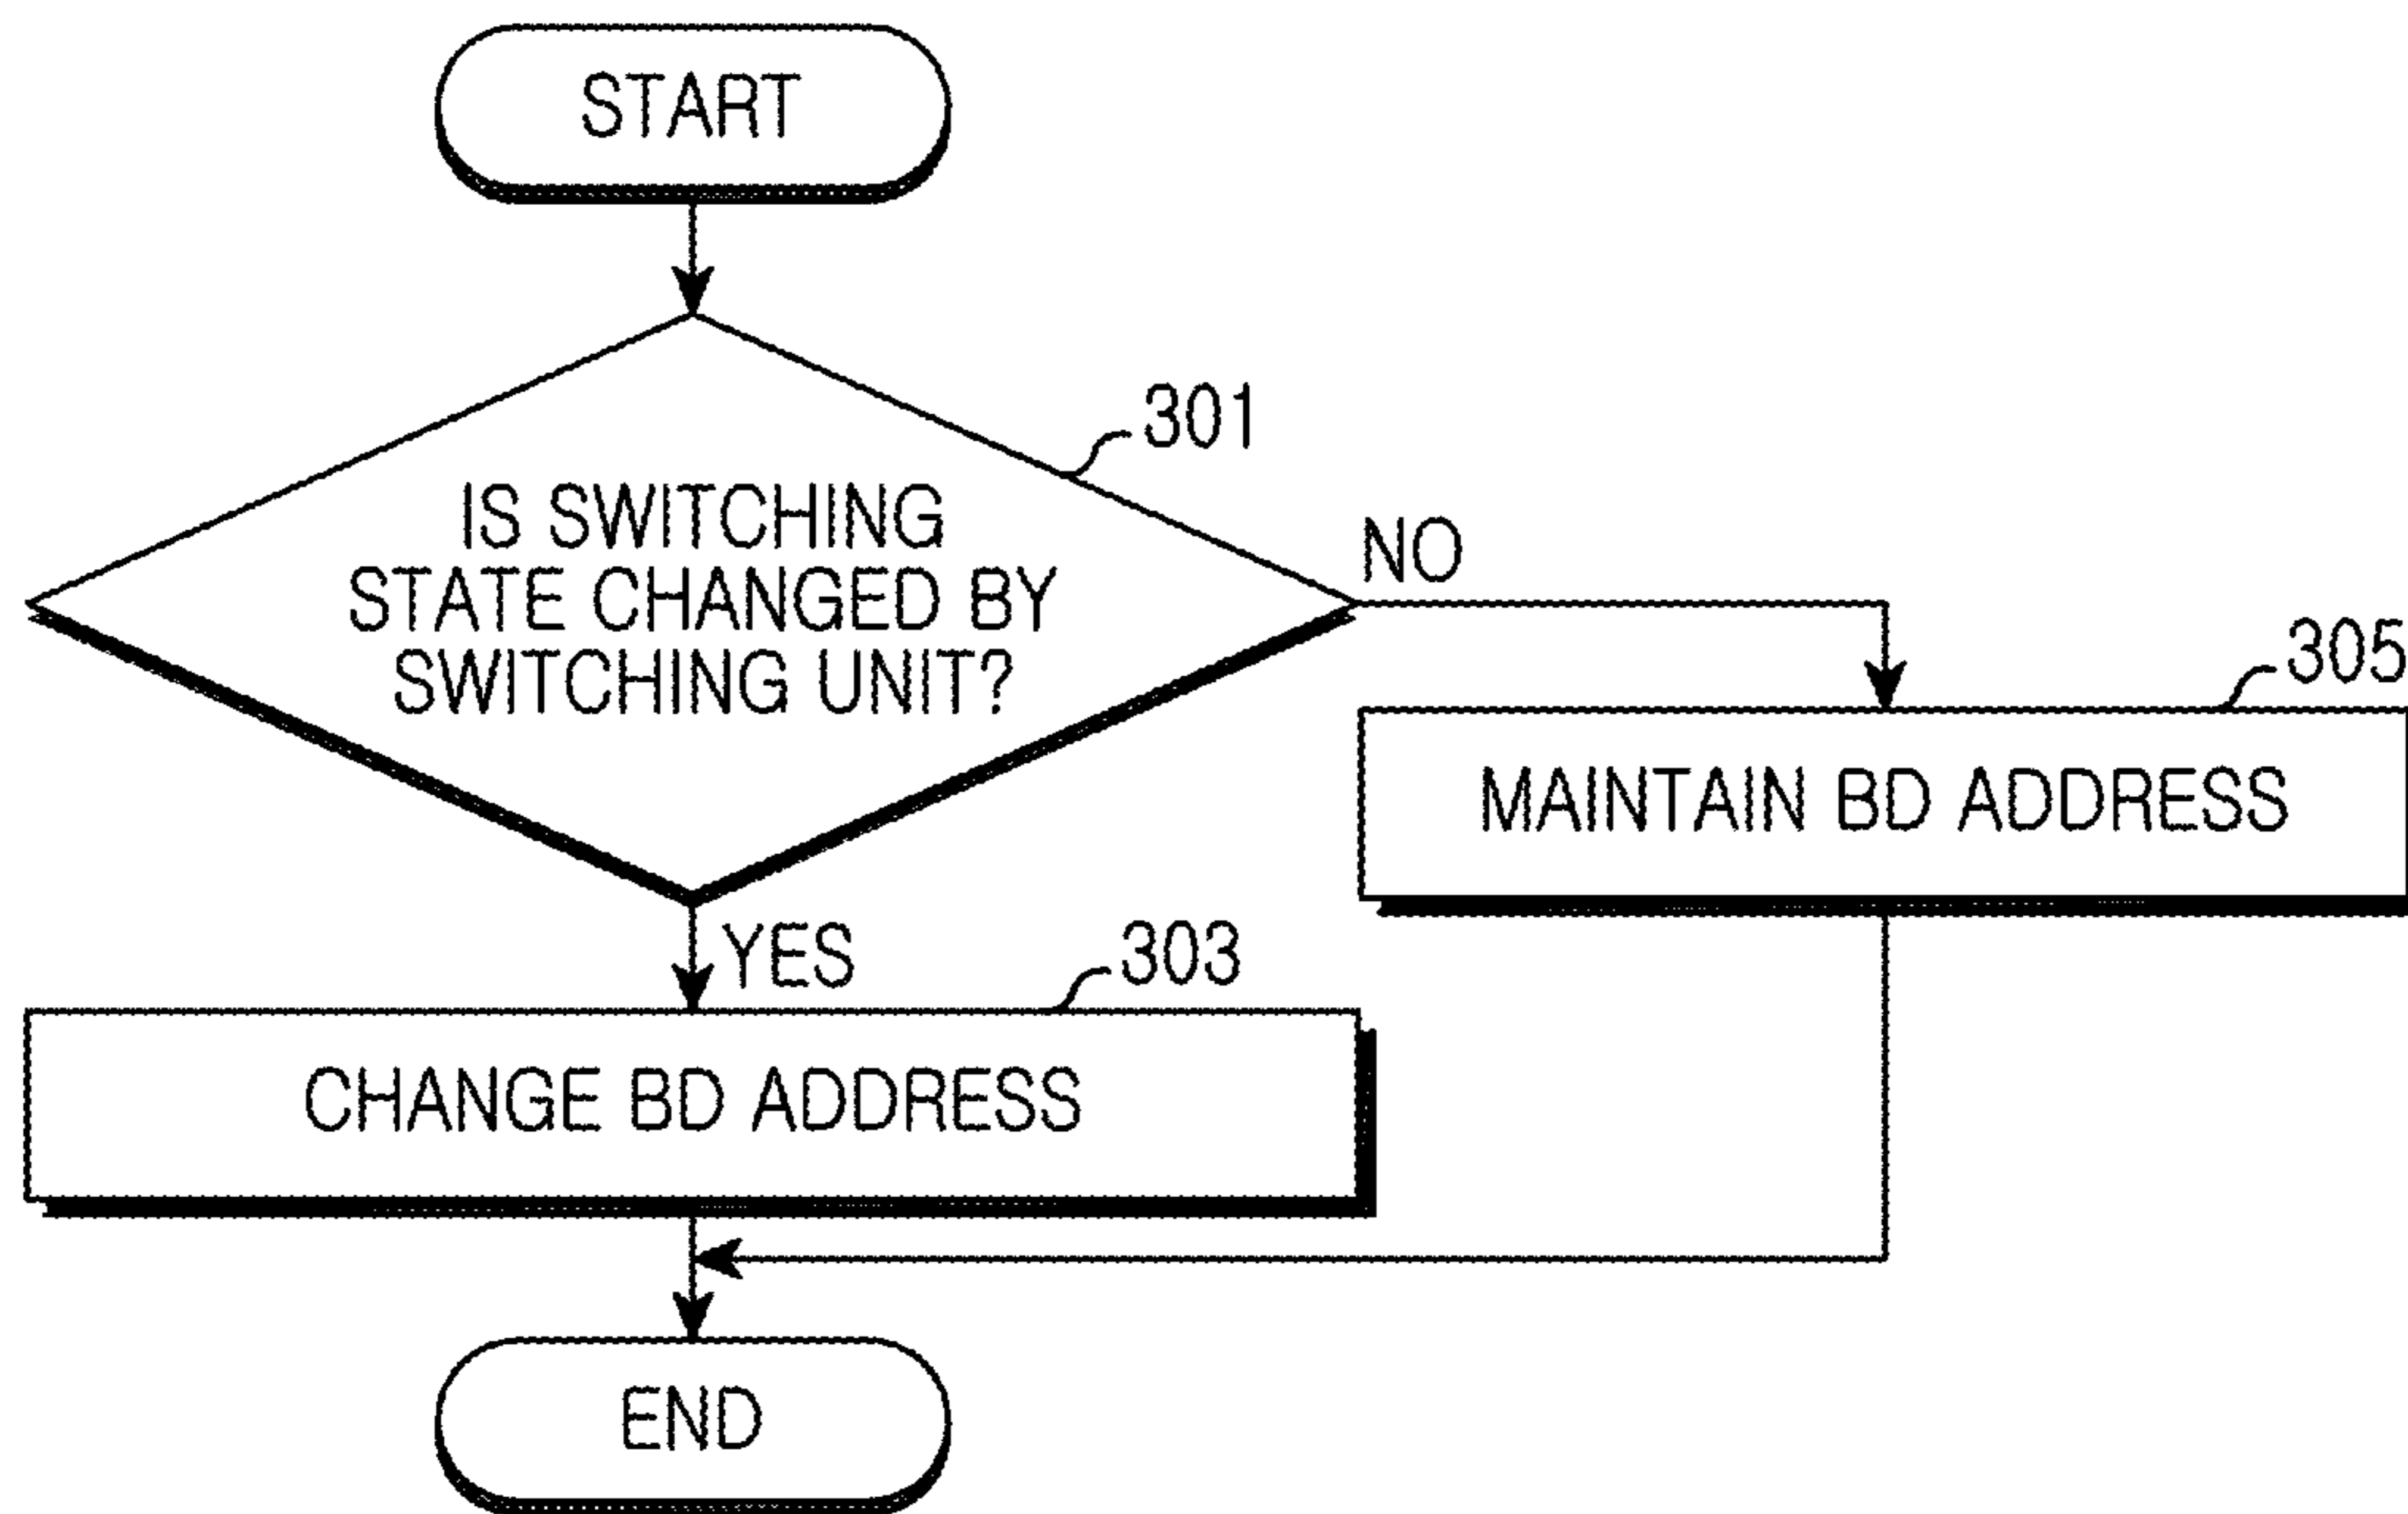 START
301
IS SWITCHING
STATE CHANGED BY
SWITCHING UNIT?
NO
305
MAINTAIN BD ADDRESS
YES
303
CHANGE BD ADDRESS
END